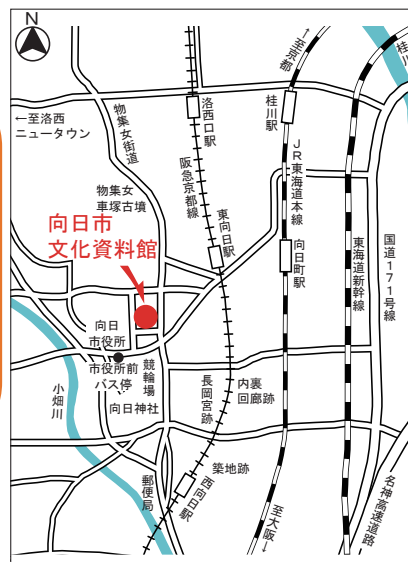 N
↑至京都
桂川
←至洛西
ニュータウン
物集女街道
洛西口駅
桂川駅
阪急京都線
JR東海道本線
物集女
車塚古墳
向日市
文化資料館
東向日駅
向日町駅
東海道新幹線
国道171号線
向日
市役所
市役所前
バス停
競輪場
小畑川
向日神社
長岡宮跡
内裏
回廊跡
郵便局
築地跡
西向日駅
至大阪→
名神高速道路